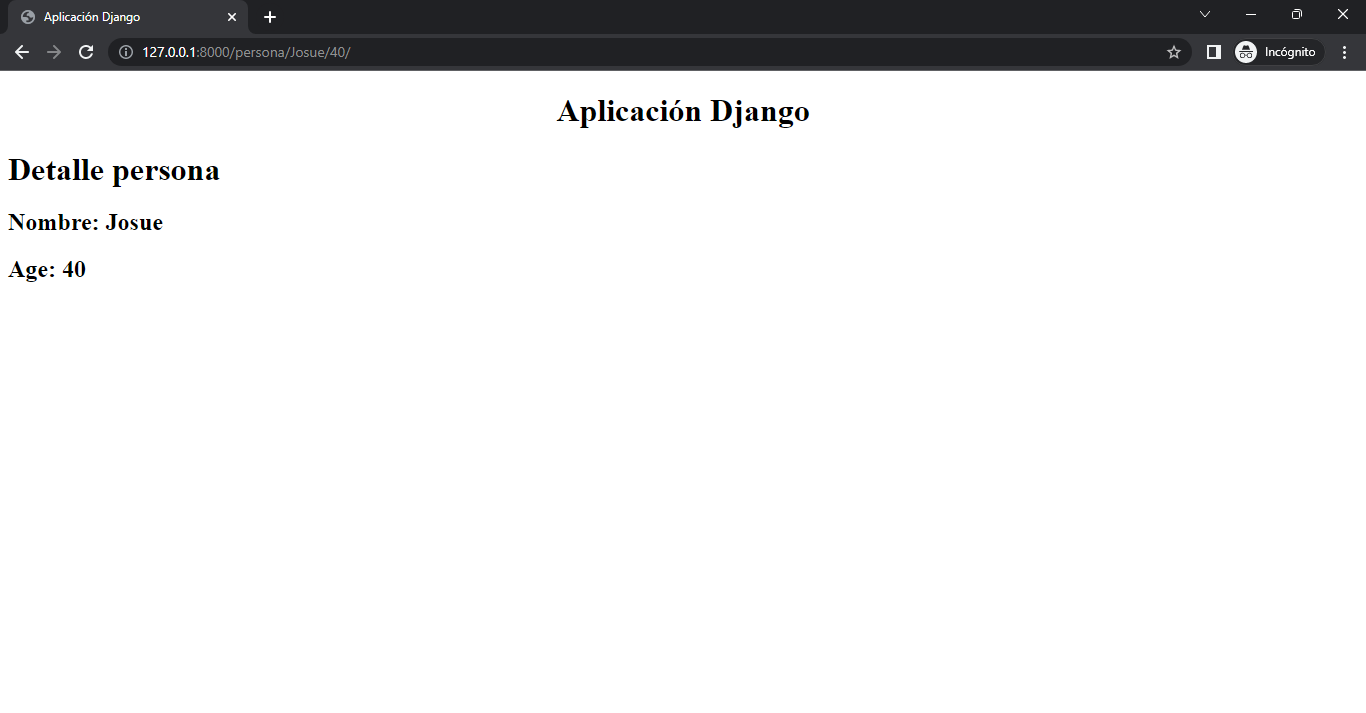 Aplicación Django
127.0.0.1:8000/persona/Josue/40/
Incógnito
Aplicación Django
Detalle persona
Nombre: Josue
Age: 40